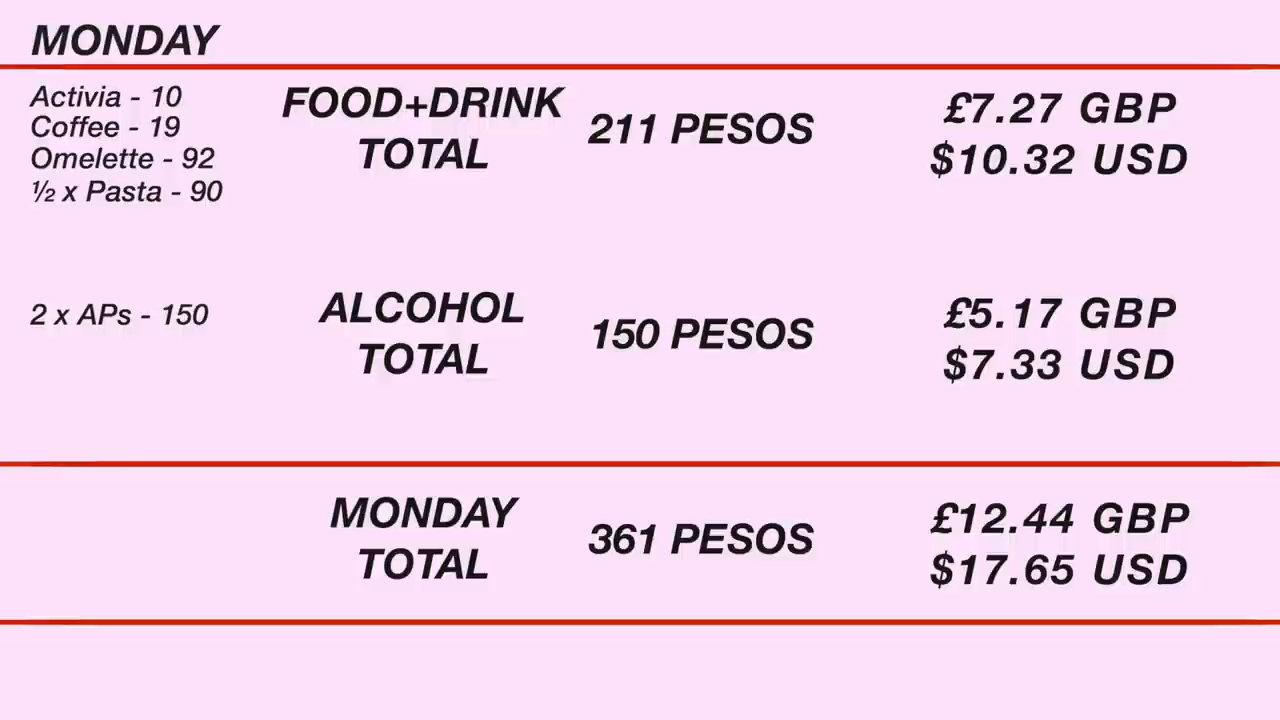 MONDAY
Activia - 10
Coffee - 19
Omelette - 92
½ x Pasta - 90
FOOD+DRINK
TOTAL
211 PESOS
£7.27 GBP
$10.32 USD
2 x APs - 150
ALCOHOL
TOTAL
150 PESOS
£5.17 GBP
$7.33 USD
MONDAY
TOTAL
361 PESOS
£12.44 GBP
$17.65 USD